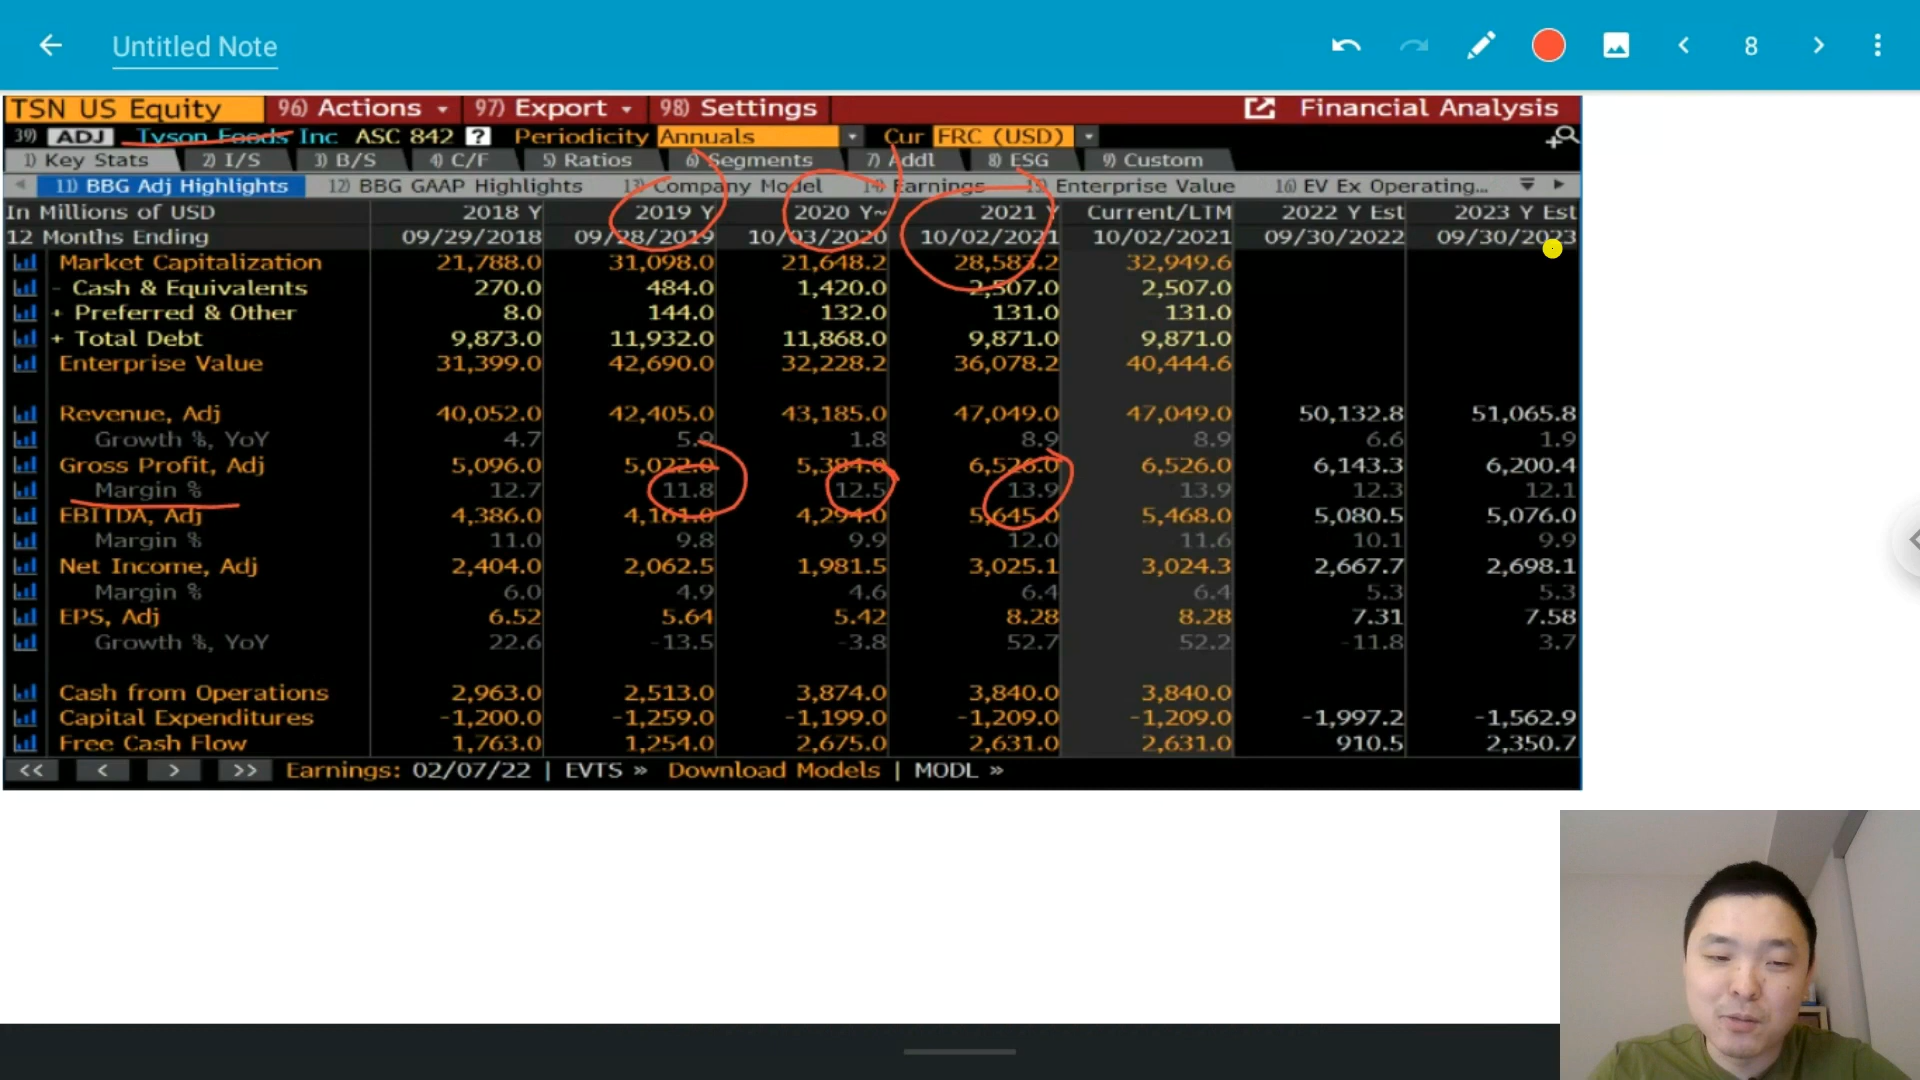 Untitled Note
8
TSN US Equity 96) Actions 97) Export 98) Settings Financial Analysis
39) ADJ Tyson Foods Inc ASC 842 ? Periodicity Annuals Cur FRC (USD)
1) Key Stats 2) I/S 3) B/S 4) C/F 5) Ratios 6) Segments 7) Addl 8) ESG 9) Custom
11) BBG Adj Highlights 12) BBG GAAP Highlights 13) Company Model 14) Earnings 15) Enterprise Value 16) EV Ex Operating...
In Millions of USD 2018 Y 2019 Y 2020 Y~ 2021 Y Current/LTM 2022 Y Est 2023 Y Est
12 Months Ending 09/29/2018 09/28/2019 10/03/2020 10/02/2021 10/02/2021 09/30/2022 09/30/2023
Market Capitalization 21,788.0 31,098.0 21,648.2 28,583.2 32,949.6
- Cash & Equivalents 270.0 484.0 1,420.0 2,507.0 2,507.0
+ Preferred & Other 8.0 144.0 132.0 131.0 131.0
+ Total Debt 9,873.0 11,932.0 11,868.0 9,871.0 9,871.0
Enterprise Value 31,399.0 42,690.0 32,228.2 36,078.2 40,444.6
Revenue, Adj 40,052.0 42,405.0 43,185.0 47,049.0 47,049.0 50,132.8 51,065.8
Growth %, YoY 4.7 5.9 1.8 8.9 8.9 6.6 1.9
Gross Profit, Adj 5,096.0 5,022.0 5,384.0 6,526.0 6,526.0 6,143.3 6,200.4
Margin % 12.7 11.8 12.5 13.9 13.9 12.3 12.1
EBITDA, Adj 4,386.0 4,161.0 4,294.0 5,645.0 5,468.0 5,080.5 5,076.0
Margin % 11.0 9.8 9.9 12.0 11.6 10.1 9.9
Net Income, Adj 2,404.0 2,062.5 1,981.5 3,025.1 3,024.3 2,667.7 2,698.1
Margin % 6.0 4.9 4.6 6.4 6.4 5.3 5.3
EPS, Adj 6.52 5.64 5.42 8.28 8.28 7.31 7.58
Growth %, YoY 22.6 -13.5 -3.8 52.7 52.2 -11.8 3.7
Cash from Operations 2,963.0 2,513.0 3,874.0 3,840.0 3,840.0
Capital Expenditures -1,200.0 -1,259.0 -1,199.0 -1,209.0 -1,209.0 -1,997.2 -1,562.9
Free Cash Flow 1,763.0 1,254.0 2,675.0 2,631.0 2,631.0 910.5 2,350.7
<< < > >> Earnings: 02/07/22 | EVTS » Download Models | MODL »